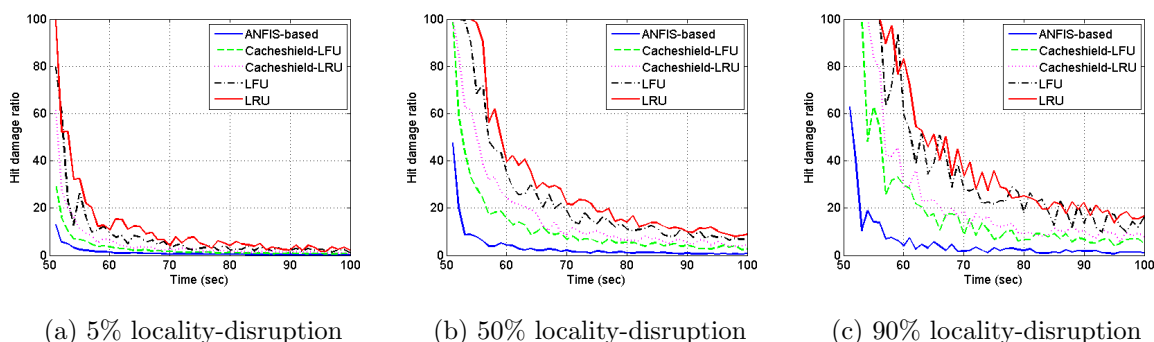 100
80
60
40
20
0
Hit damage ratio
50
60
70
80
90
100
Time (sec)
ANFIS-based
Cacheshield-LFU
Cacheshield-LRU
LFU
LRU
(a) 5% locality-disruption
100
80
60
40
20
0
Hit damage ratio
50
60
70
80
90
100
Time (sec)
ANFIS-based
Cacheshield-LFU
Cacheshield-LRU
LFU
LRU
(b) 50% locality-disruption
100
80
60
40
20
0
Hit damage ratio
50
60
70
80
90
100
Time (sec)
ANFIS-based
Cacheshield-LFU
Cacheshield-LRU
LFU
LRU
(c) 90% locality-disruption